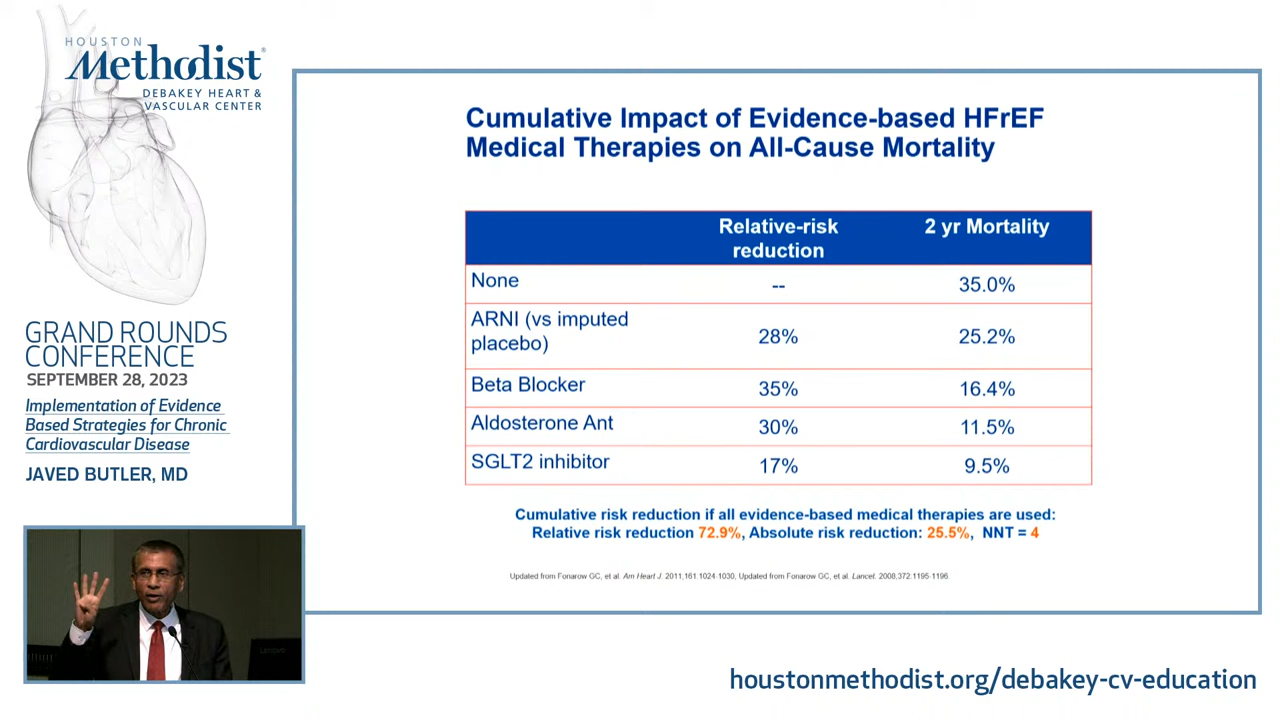 HOUSTON
Methodist®
DEBAKEY HEART &
VASCULAR CENTER
GRAND ROUNDS
CONFERENCE
SEPTEMBER 28, 2023
Implementation of Evidence
Based Strategies for Chronic
Cardiovascular Disease
JAVED BUTLER, MD
Cumulative Impact of Evidence-based HFrEF
Medical Therapies on All-Cause Mortality
Relative-risk
reduction
2 yr Mortality
None -- 35.0%
ARNI (vs imputed
placebo) 28% 25.2%
Beta Blocker 35% 16.4%
Aldosterone Ant 30% 11.5%
SGLT2 inhibitor 17% 9.5%
Cumulative risk reduction if all evidence-based medical therapies are used:
Relative risk reduction 72.9%, Absolute risk reduction: 25.5%, NNT = 4
Updated from Fonarow GC, et al. Am Heart J. 2011;161:1024-1030, Updated from Fonarow GC, et al. Lancet. 2008;372:1195-1196.
Lenovo
houstonmethodist.org/debakey-cv-education